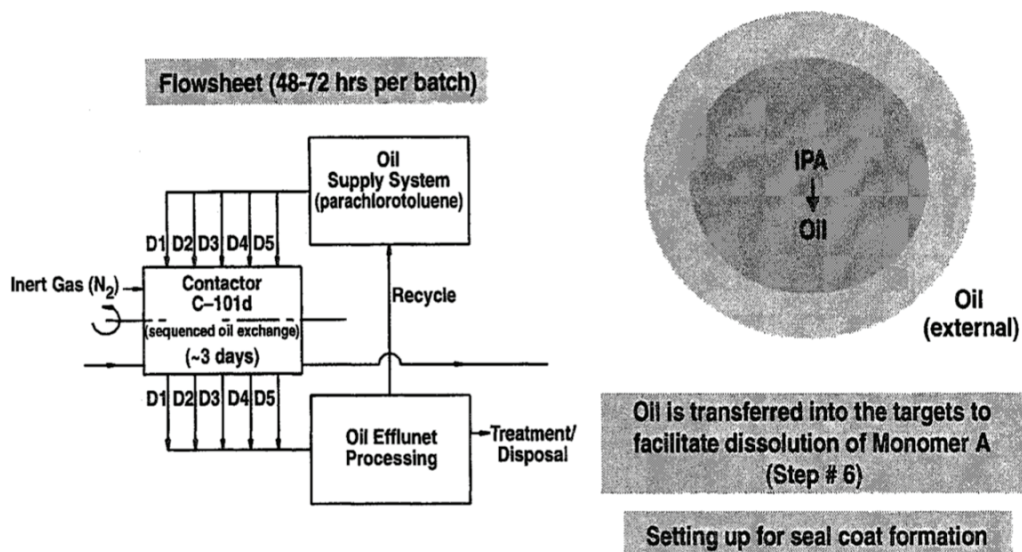 Flowsheet (48-72 hrs per batch)
Oil
Supply System
(parachlorotoluene)
D1 D2 D3 D4 D5
Inert Gas (N2)
Contactor
C–101d
(sequenced oil exchange)
(~3 days)
Recycle
D1 D2 D3 D4 D5
Oil Efflunet
Processing
Treatment/
Disposal
IPA
Oil
Oil
(external)
Oil is transferred into the targets to
facilitate dissolution of Monomer A
(Step # 6)
Setting up for seal coat formation